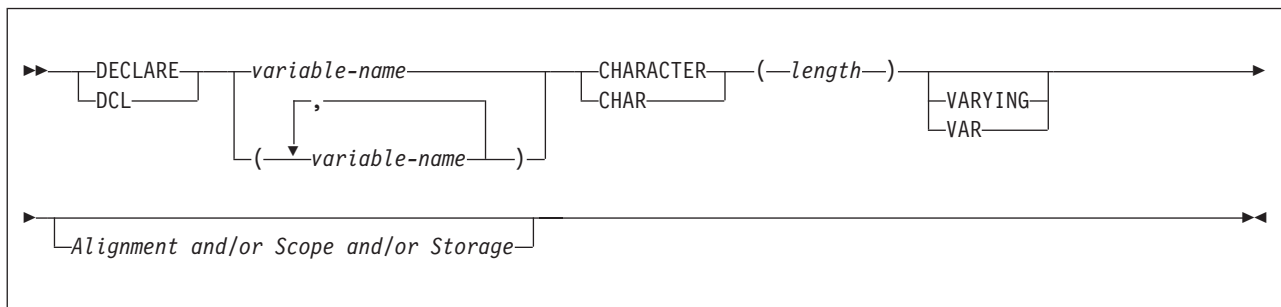 DECLARE variable-name CHARACTER ( length )
DCL , CHAR VARYING
VAR
( variable-name )
Alignment and/or Scope and/or Storage